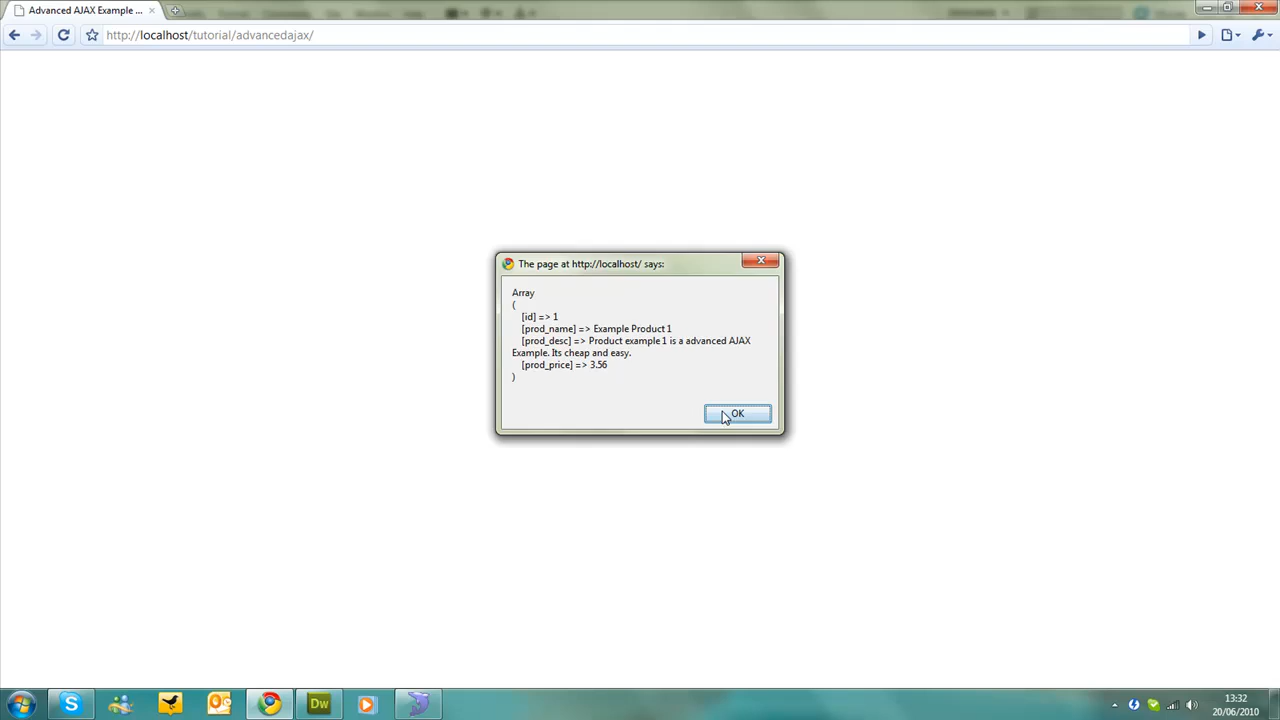 Advanced AJAX Example ...
http://localhost/tutorial/advancedajax/
The page at http://localhost/ says:
Array
(
[id] => 1
[prod_name] => Example Product 1
[prod_desc] => Product example 1 is a advanced AJAX
Example. Its cheap and easy.
[prod_price] => 3.56
)
OK
S
Dw
13:32
20/06/2010